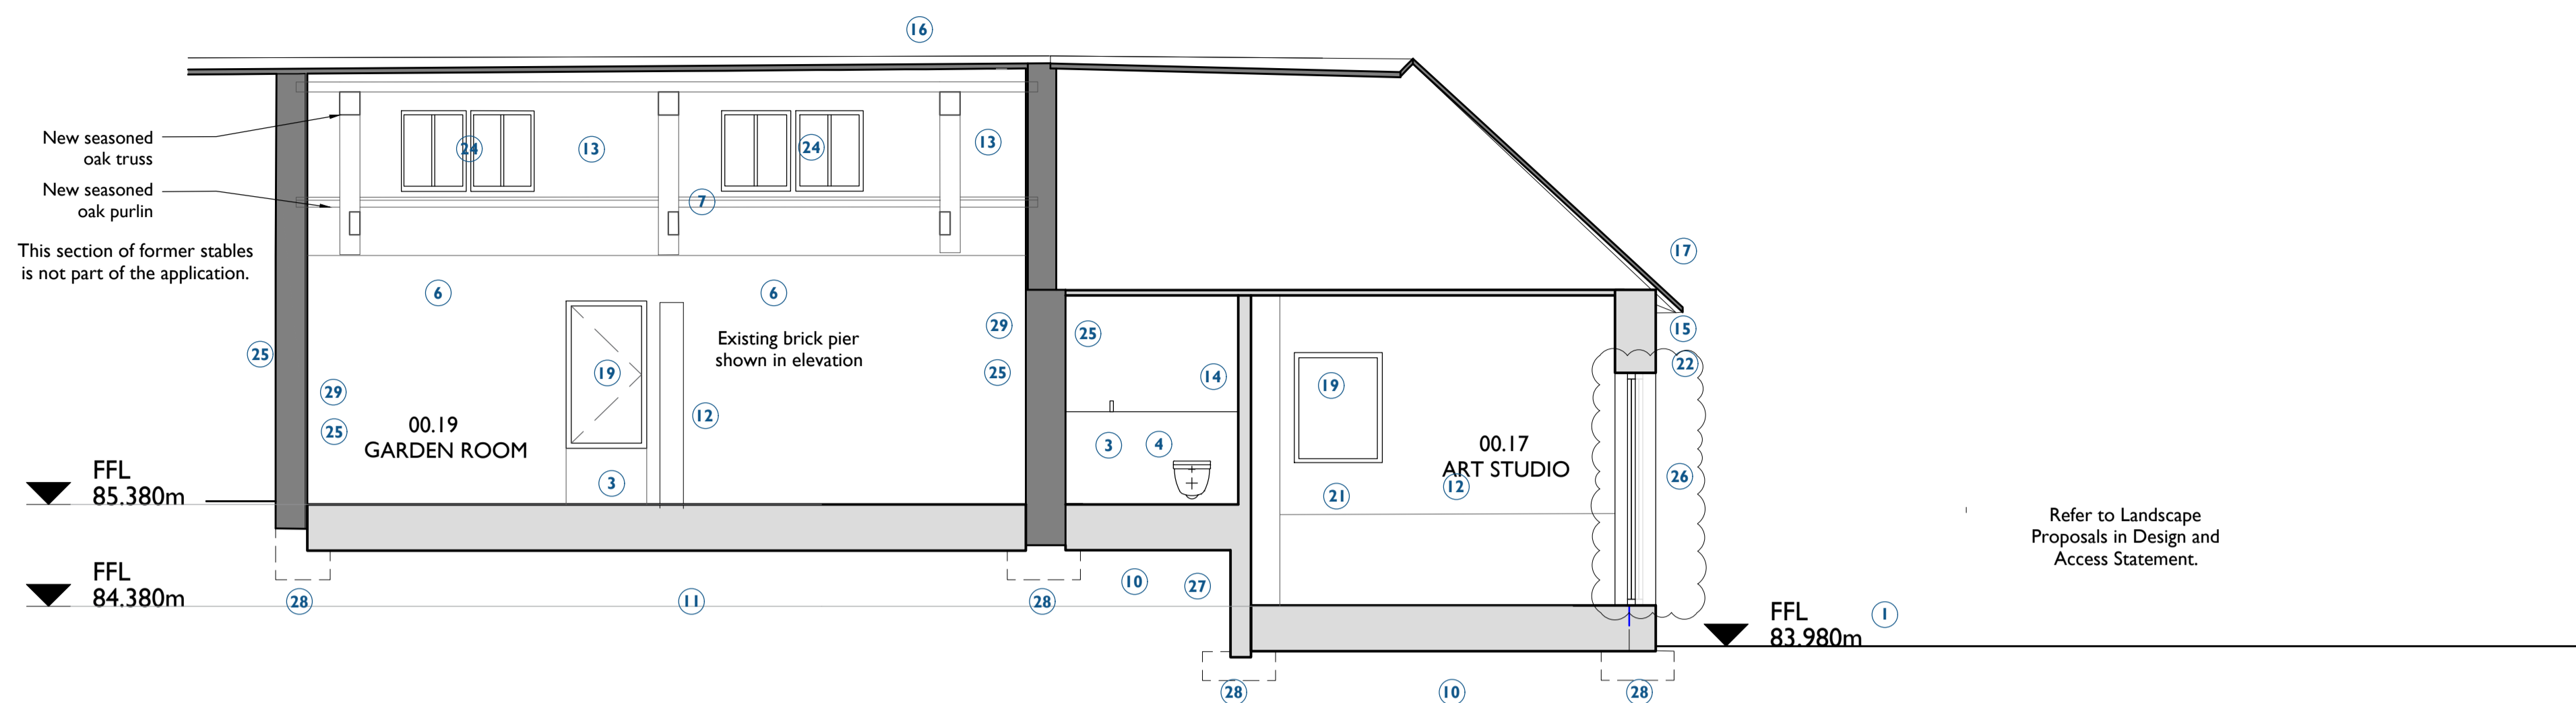 16
New seasoned
oak truss
24
13
24
13
New seasoned
oak purlin
7
This section of former stables
is not part of the application.
17
6
6
29
15
Existing brick pier
shown in elevation
25
25
22
29
19
25
14
19
25
12
00.19
GARDEN ROOM
3
4
00.17
ART STUDIO
12
21
26
3
FFL
85.380m
Refer to Landscape
Proposals in Design and
Access Statement.
FFL
84.380m
28
11
28
10
27
FFL
83.980m
1
28
10
28